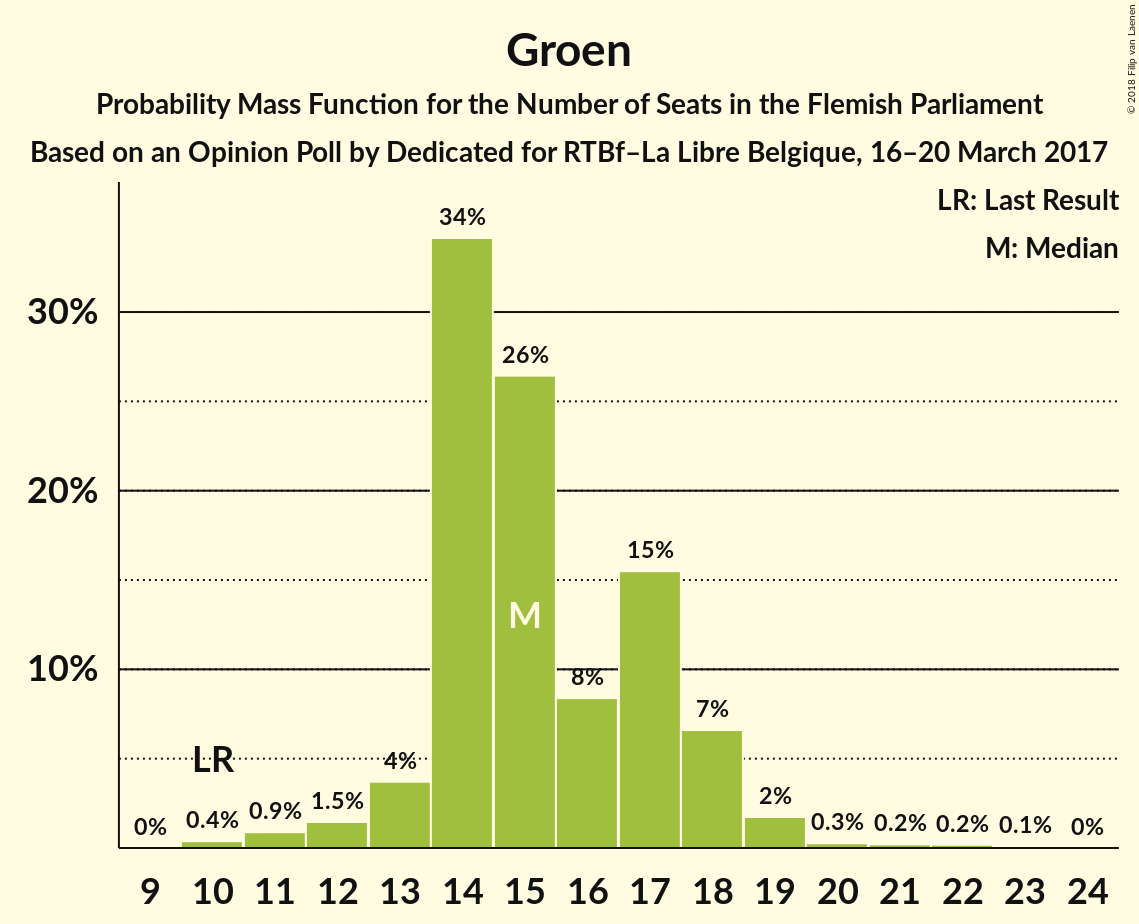 Groen
Probability Mass Function for the Number of Seats in the Flemish Parliament
Based on an Opinion Poll by Dedicated for RTBf–La Libre Belgique, 16–20 March 2017
© 2018 Filip van Laenen
LR: Last Result
M: Median
30%
20%
10%
0%
0.4%
0.9%
1.5%
4%
34%
26%
8%
15%
7%
2%
0.3%
0.2%
0.2%
0.1%
0%
LR
M
9 10 11 12 13 14 15 16 17 18 19 20 21 22 23 24